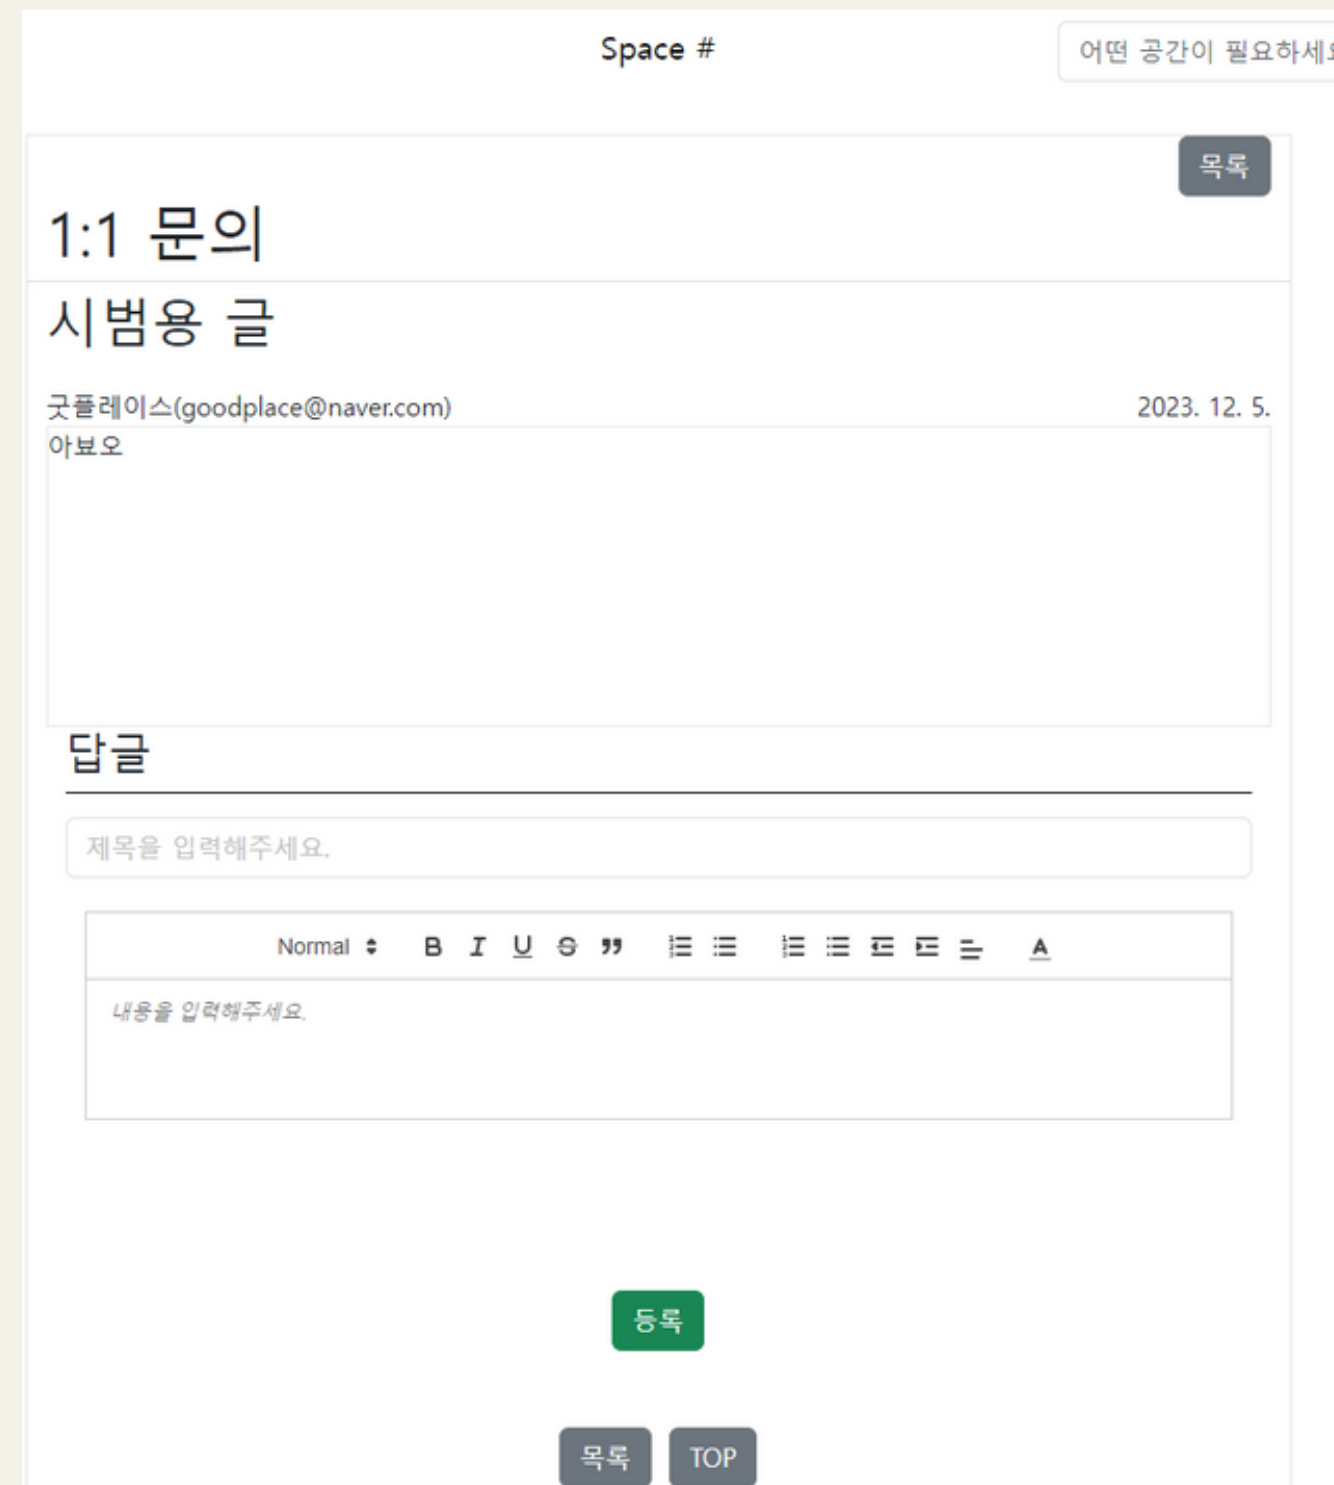 Space #
어떤 공간이 필요하세요
목록
1:1 문의
시범용 글
굿플레이스(goodplace@naver.com) 2023. 12. 5.
아뵤오
답글
제목을 입력해주세요.
Normal B I U S A
내용을 입력해주세요.
등록
목록 TOP